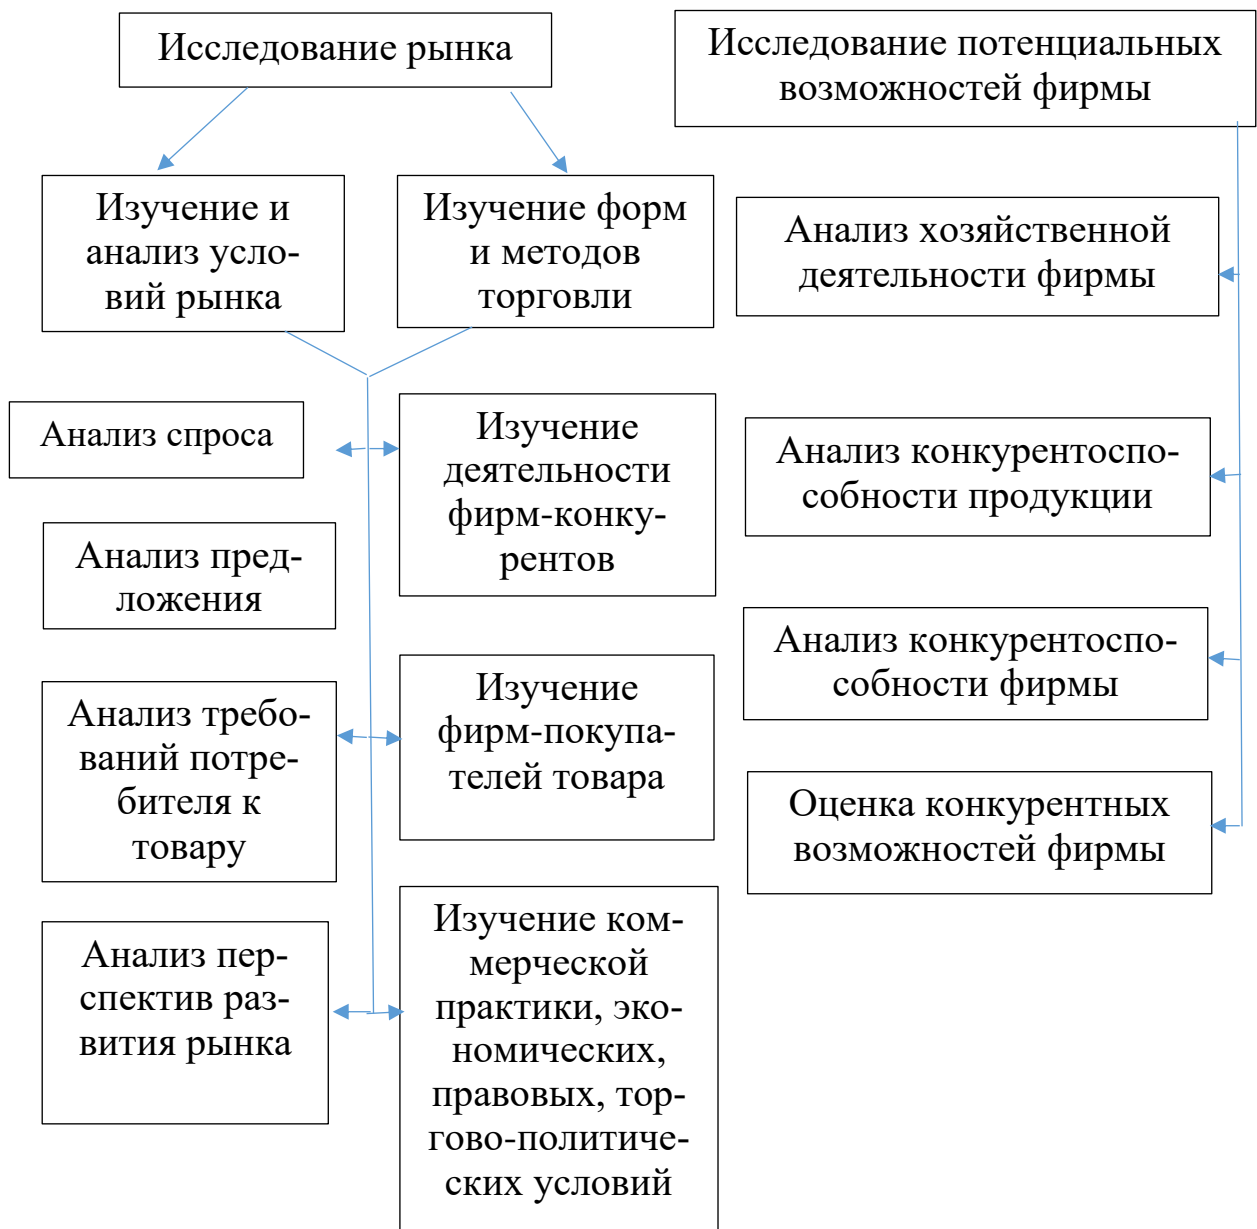 Исследование рынка
Исследование потенциальных
возможностей фирмы
Изучение и
анализ усло-
вий рынка
Изучение форм
и методов
торговли
Анализ хозяйственной
деятельности фирмы
Анализ спроса
Изучение
деятельности
фирм-конку-
рентов
Анализ конкурентоспо-
собности продукции
Анализ пред-
ложения
Анализ конкурентоспо-
собности фирмы
Анализ требо-
ваний потре-
бителя к
товару
Изучение
фирм-покупа-
телей товара
Оценка конкурентных
возможностей фирмы
Анализ пер-
спектив раз-
вития рынка
Изучение ком-
мерческой
практики, эко-
номических,
правовых, тор-
гово-политиче-
ских условий